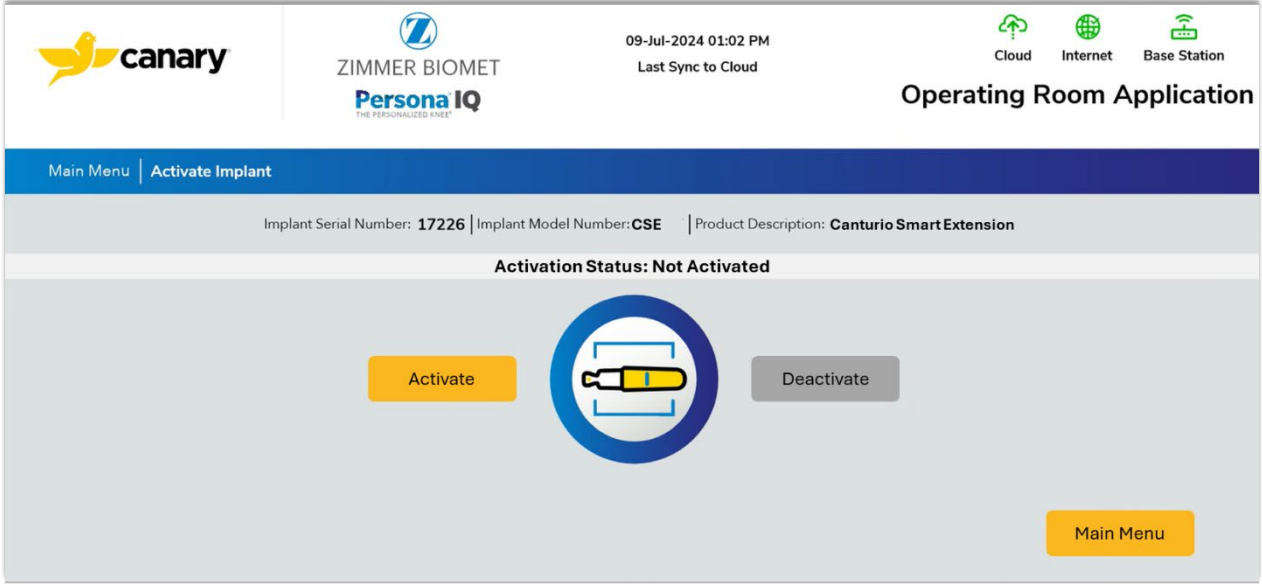 canary
ZIMMER BIOMET
Persona IQ
THE PERSONALIZED KNEE®
09-Jul-2024 01:02 PM
Last Sync to Cloud
Cloud Internet Base Station
Operating Room Application
Main Menu | Activate Implant
Implant Serial Number: 17226 | Implant Model Number: CSE | Product Description: Canturio Smart Extension
Activation Status: Not Activated
Activate
Deactivate
Main Menu